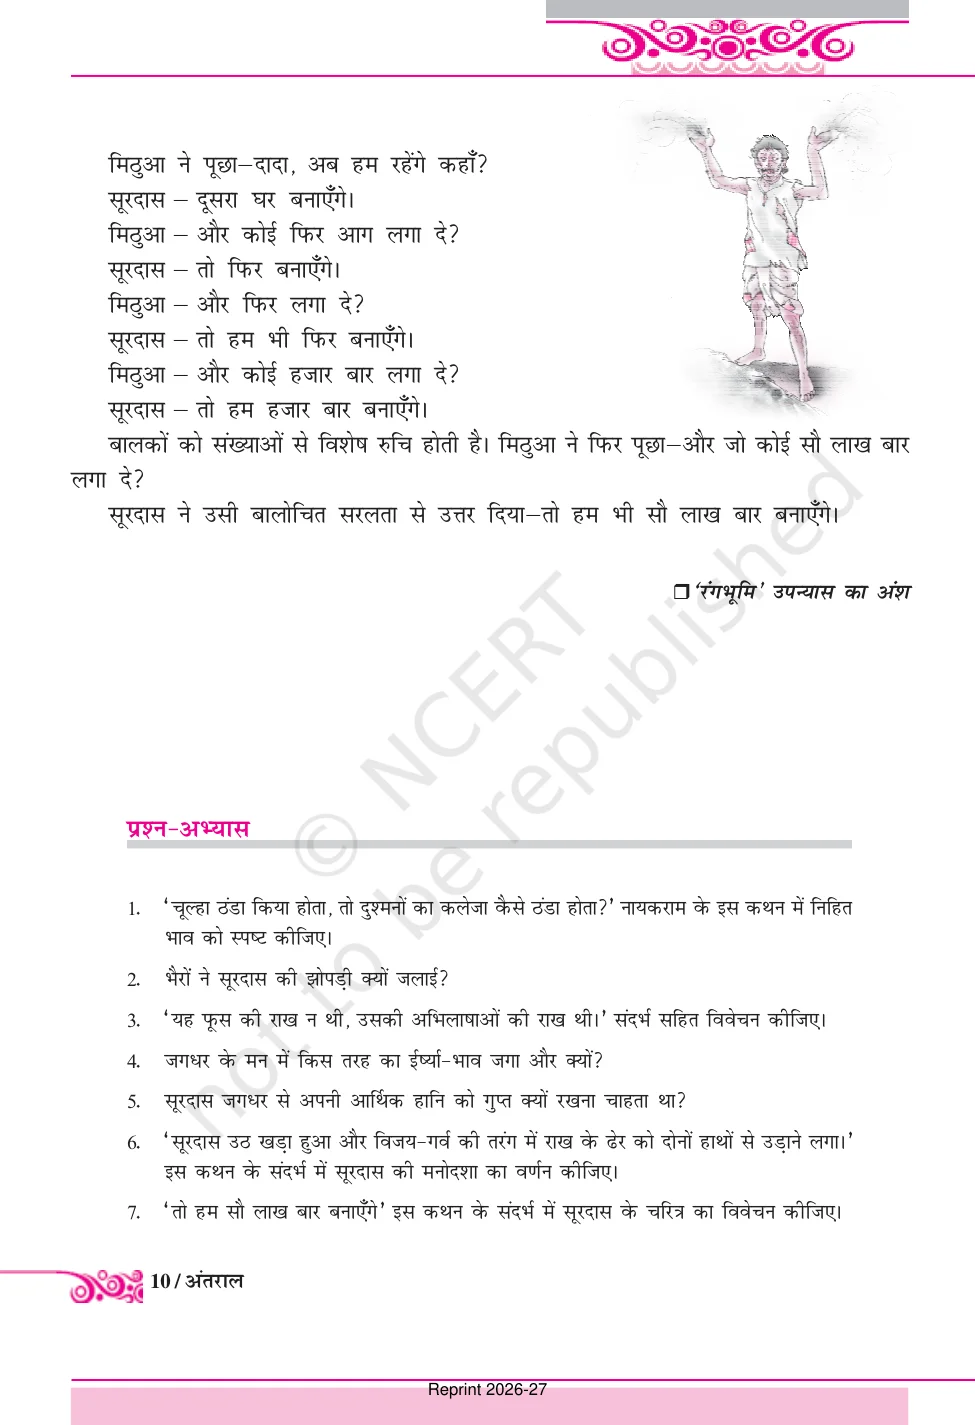 मिठुआ ने पूछा–दादा, अब हम रहेंगे कहाँ?
सूरदास – दूसरा घर बनाएँगे।
मिठुआ – और कोई फिर आग लगा दे?
सूरदास – तो फिर बनाएँगे।
मिठुआ – और फिर लगा दे?
सूरदास – तो हम भी फिर बनाएँगे।
मिठुआ – और कोई हजार बार लगा दे?
सूरदास – तो हम हजार बार बनाएँगे।
बालकों को संख्याओं से विशेष रुचि होती है। मिठुआ ने फिर पूछा–और जो कोई सौ लाख बार
लगा दे?
सूरदास ने उसी बालोचित सरलता से उत्तर दिया–तो हम भी सौ लाख बार बनाएँगे।
❒ ‘रंगभूमि’ उपन्यास का अंश
© NCERT
not to be republished
प्रश्न-अभ्यास
1. ‘चूल्हा ठंडा किया होता, तो दुश्मनों का कलेजा कैसे ठंडा होता?’ नायकराम के इस कथन में निहित
भाव को स्पष्ट कीजिए।
2. भैरों ने सूरदास की झोपड़ी क्यों जलाई?
3. ‘यह फूस की राख न थी, उसकी अभिलाषाओं की राख थी।’ संदर्भ सहित विवेचन कीजिए।
4. जगधर के मन में किस तरह का ईर्ष्या-भाव जगा और क्यों?
5. सूरदास जगधर से अपनी आर्थिक हानि को गुप्त क्यों रखना चाहता था?
6. ‘सूरदास उठ खड़ा हुआ और विजय-गर्व की तरंग में राख के ढेर को दोनों हाथों से उड़ाने लगा।’
इस कथन के संदर्भ में सूरदास की मनोदशा का वर्णन कीजिए।
7. ‘तो हम सौ लाख बार बनाएँगे’ इस कथन के संदर्भ में सूरदास के चरित्र का विवेचन कीजिए।
10 / अंतराल
Reprint 2026-27